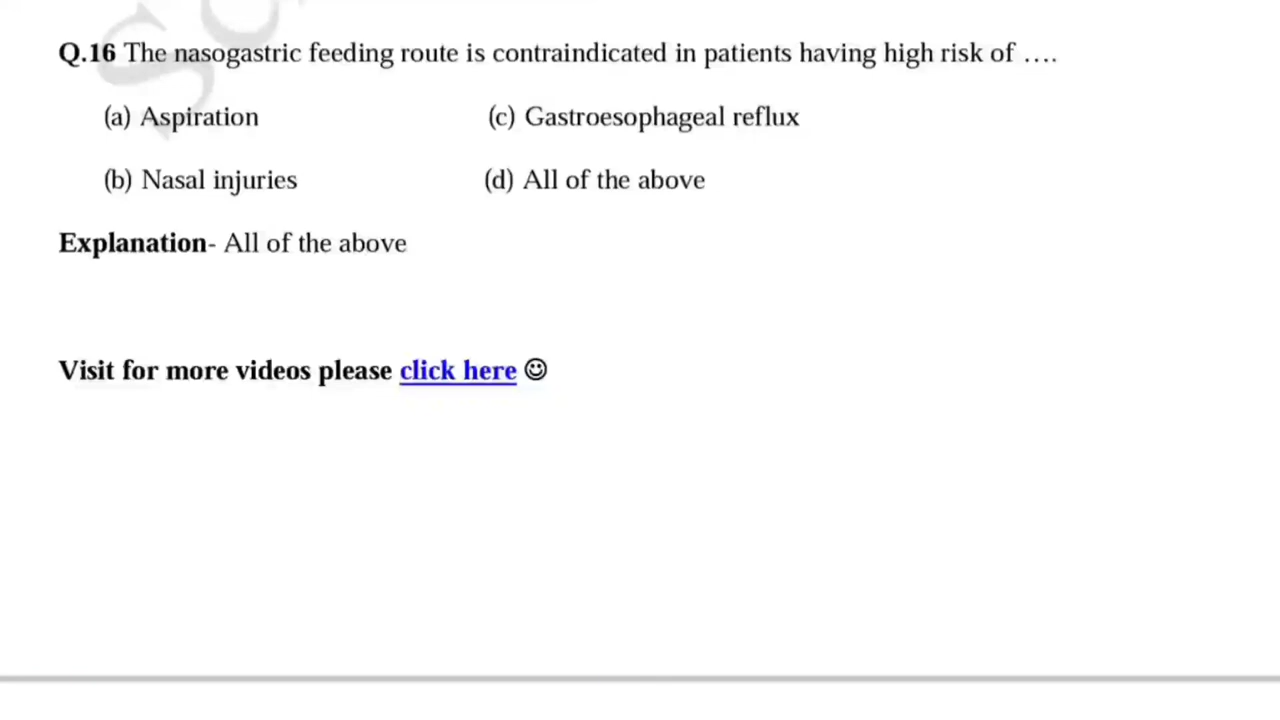 Q.16 The nasogastric feeding route is contraindicated in patients having high risk of ….
(a) Aspiration (c) Gastroesophageal reflux
(b) Nasal injuries (d) All of the above
Explanation- All of the above
Visit for more videos please click here ☺